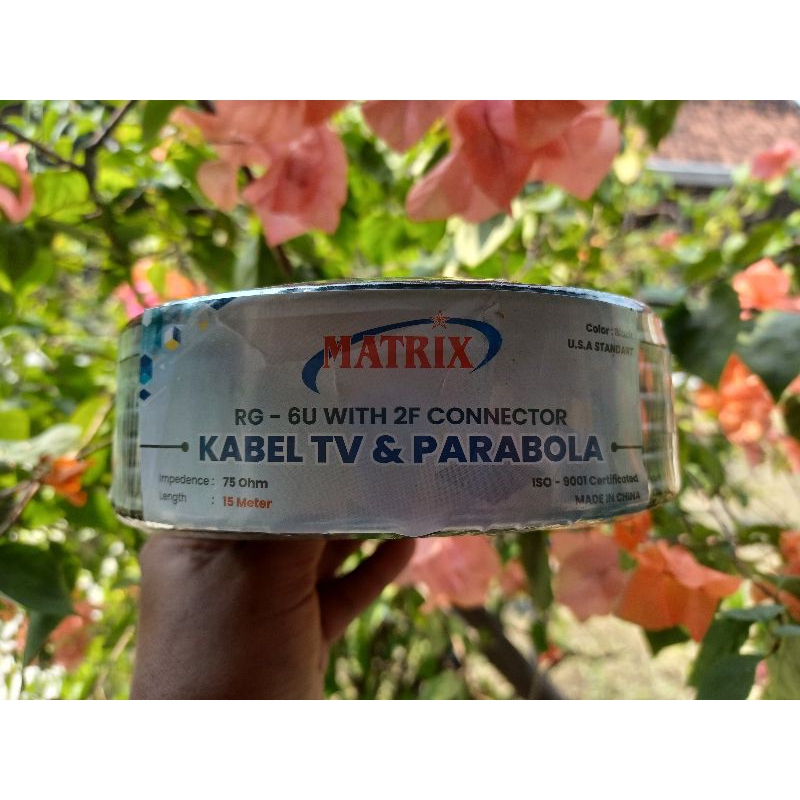 MATRIX
Color :
U.S.A STANDART
RG - 6U WITH 2F CONNECTOR
KABEL TV & PARABOLA
Impedence : 75 Ohm
Length : 15 Meter
ISO - 9001 Certificated
MADE IN CHINA